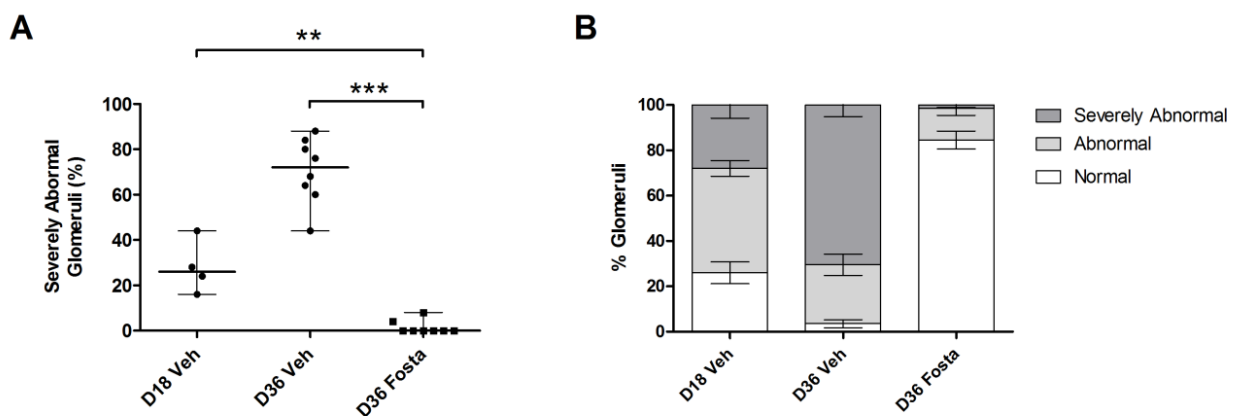 A
**
***
100
80
60
40
20
0
Severely Abormal
Glomeruli (%)
D18 Veh
D36 Veh
D36 Fosta
B
100
80
60
40
20
0
% Glomeruli
D18 Veh
D36 Veh
D36 Fosta
Severely Abnormal
Abnormal
Normal